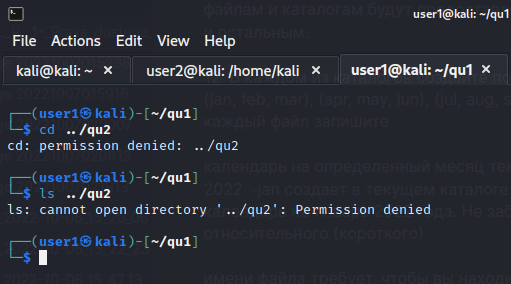 user1@kali: ~/qu1
File Actions Edit View Help
kali@kali: ~ × user2@kali: /home/kali × user1@kali: ~/qu1 ×
┌──(user1㉿kali)-[~/qu1]
└─$ cd ../qu2
cd: permission denied: ../qu2
┌──(user1㉿kali)-[~/qu1]
└─$ ls ../qu2
ls: cannot open directory '../qu2': Permission denied
┌──(user1㉿kali)-[~/qu1]
└─$